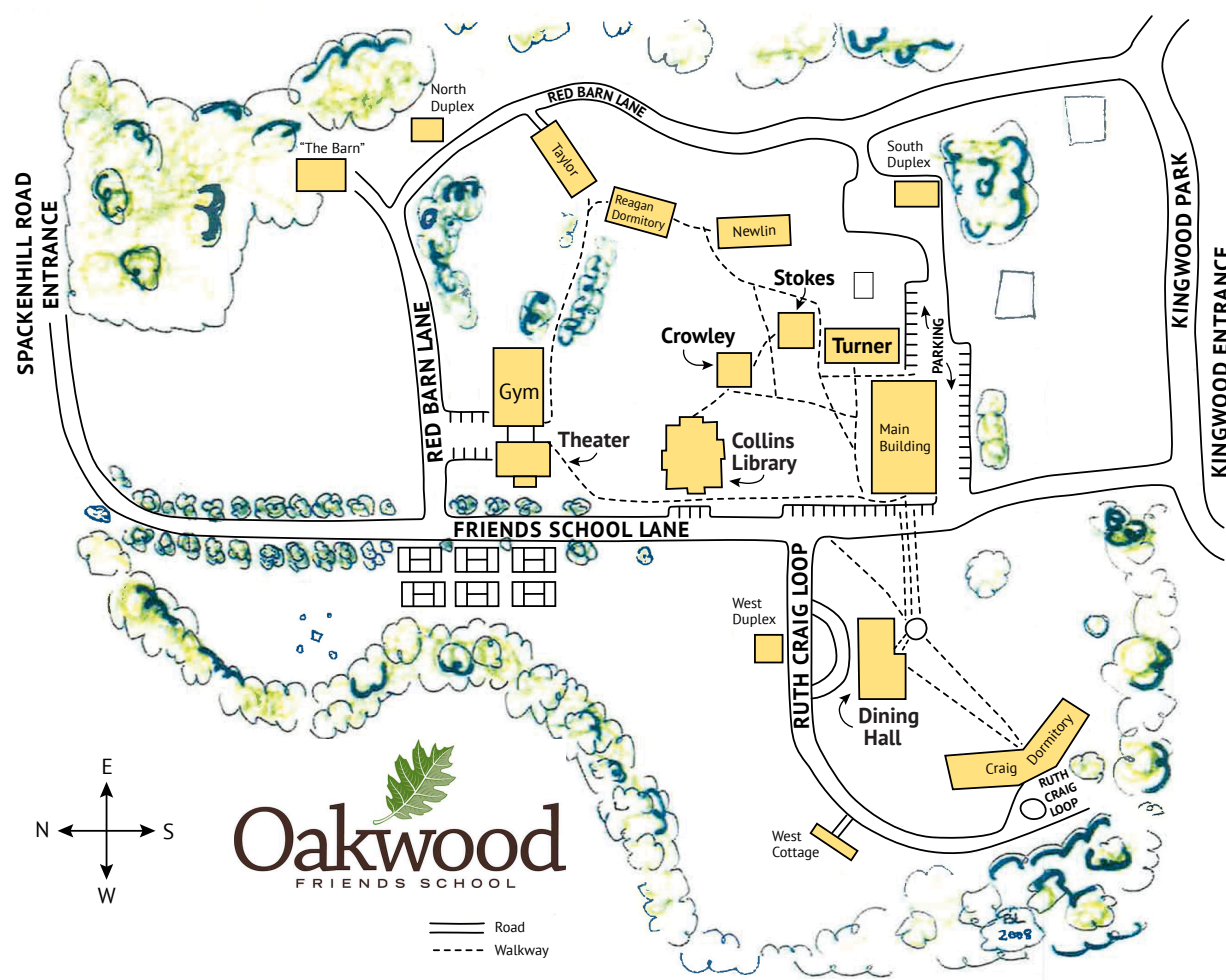 North
Duplex
RED BARN LANE
"The Barn"
Taylor
South
Duplex
SPACKENHILL ROAD
ENTRANCE
Reagan
Dormitory
Newlin
KINGWOOD PARK
KINGWOOD ENTRANCE
Stokes
Crowley
Turner
PARKING
RED BARN LANE
Gym
Theater
Collins
Library
Main
Building
FRIENDS SCHOOL LANE
RUTH CRAIG LOOP
West
Duplex
Dining
Hall
Craig Dormitory
RUTH
CRAIG
LOOP
West
Cottage
E
N S
W
Oakwood
FRIENDS SCHOOL
Road
Walkway
BL
2008